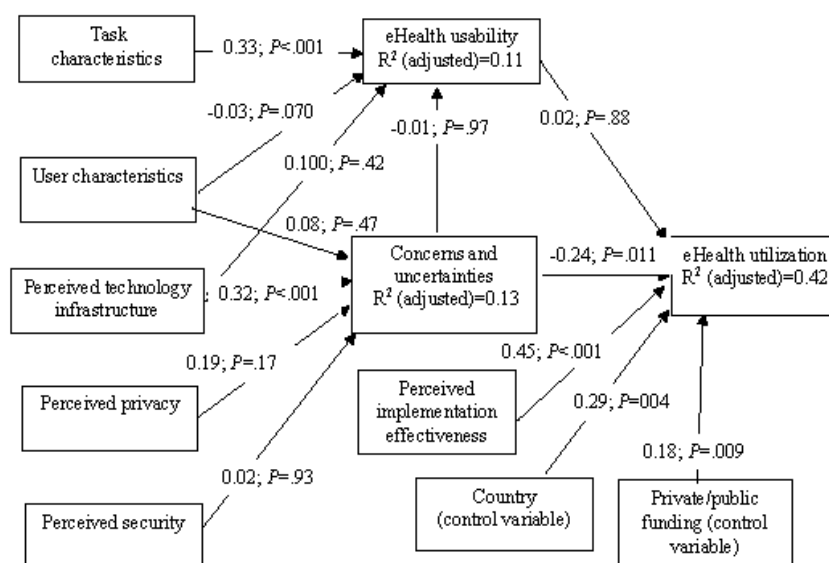 Task
characteristics
0.33; P<.001
eHealth usability
R² (adjusted)=0.11
-0.03; P=.070
-0.01; P=.97
0.02; P=.88
0.100; P=.42
User characteristics
0.08; P=.47
Concerns and
uncertainties
R² (adjusted)=0.13
-0.24; P=.011
eHealth utilization
R² (adjusted)=0.42
Perceived technology
infrastructure
0.32; P<.001
0.19; P=.17
0.45; P<.001
Perceived privacy
Perceived
implementation
effectiveness
0.29; P=004
0.02; P=.93
0.18; P=.009
Perceived security
Country
(control variable)
Private/public
funding (control
variable)